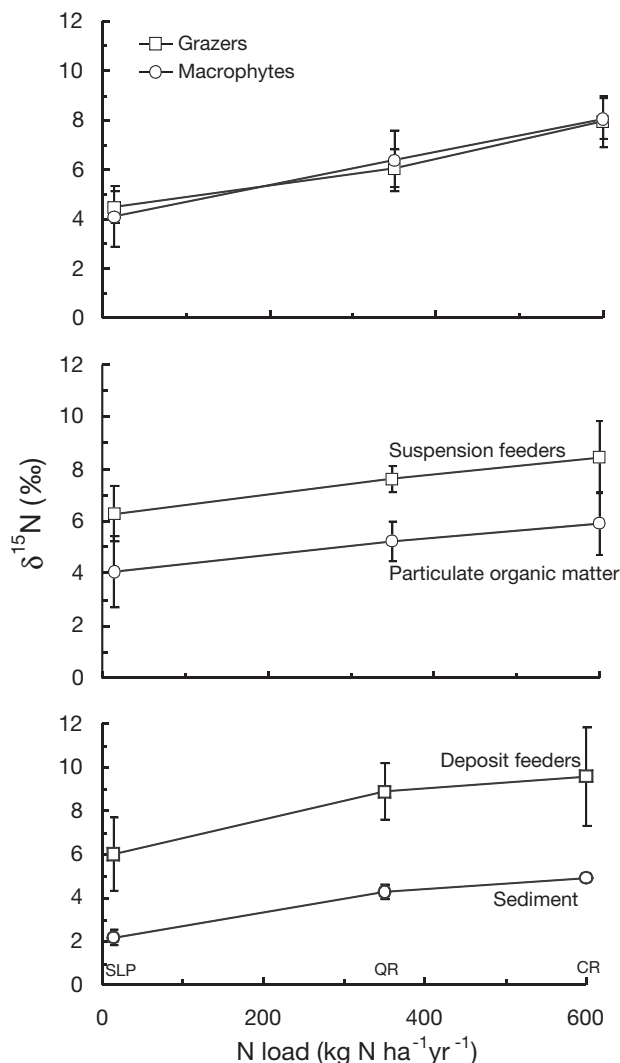 12
Grazers
10
Macrophytes
8
6
4
2
0
12
10
Suspension feeders
8
6
4
Particulate organic matter
2
0
δ15N (‰)
12
Deposit feeders
10
8
6
4
Sediment
2
SLP QR CR
0
0 200 400 600
N load (kg N ha-1yr -1)